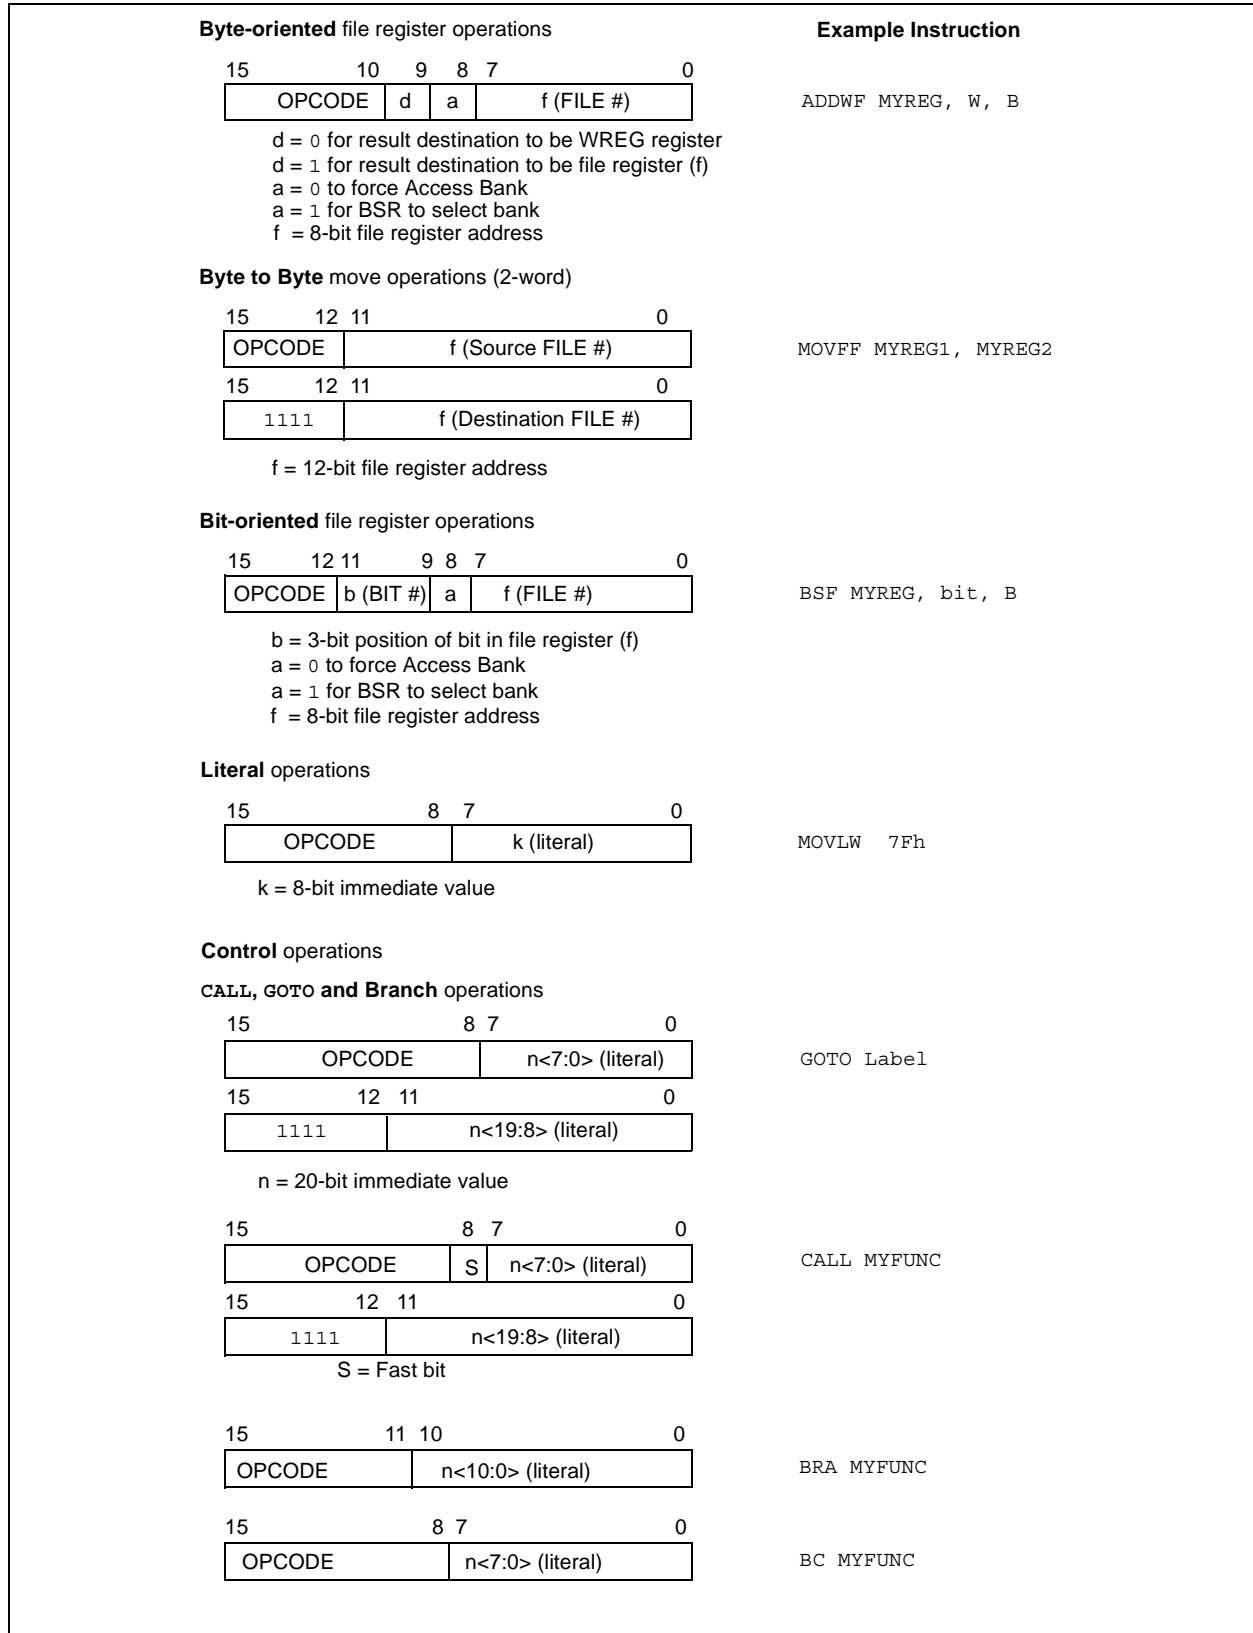 Byte-oriented file register operations Example Instruction
15 10 9 8 7 0
OPCODE d a f (FILE #) ADDWF MYREG, W, B
d = 0 for result destination to be WREG register
d = 1 for result destination to be file register (f)
a = 0 to force Access Bank
a = 1 for BSR to select bank
f = 8-bit file register address
Byte to Byte move operations (2-word)
15 12 11 0
OPCODE f (Source FILE #) MOVFF MYREG1, MYREG2
15 12 11 0
1111 f (Destination FILE #)
f = 12-bit file register address
Bit-oriented file register operations
15 12 11 9 8 7 0
OPCODE b (BIT #) a f (FILE #) BSF MYREG, bit, B
b = 3-bit position of bit in file register (f)
a = 0 to force Access Bank
a = 1 for BSR to select bank
f = 8-bit file register address
Literal operations
15 8 7 0
OPCODE k (literal) MOVLW 7Fh
k = 8-bit immediate value
Control operations
CALL, GOTO and Branch operations
15 8 7 0
OPCODE n<7:0> (literal) GOTO Label
15 12 11 0
1111 n<19:8> (literal)
n = 20-bit immediate value
15 8 7 0
OPCODE S n<7:0> (literal) CALL MYFUNC
15 12 11 0
1111 n<19:8> (literal)
S = Fast bit
15 11 10 0
OPCODE n<10:0> (literal) BRA MYFUNC
15 8 7 0
OPCODE n<7:0> (literal) BC MYFUNC